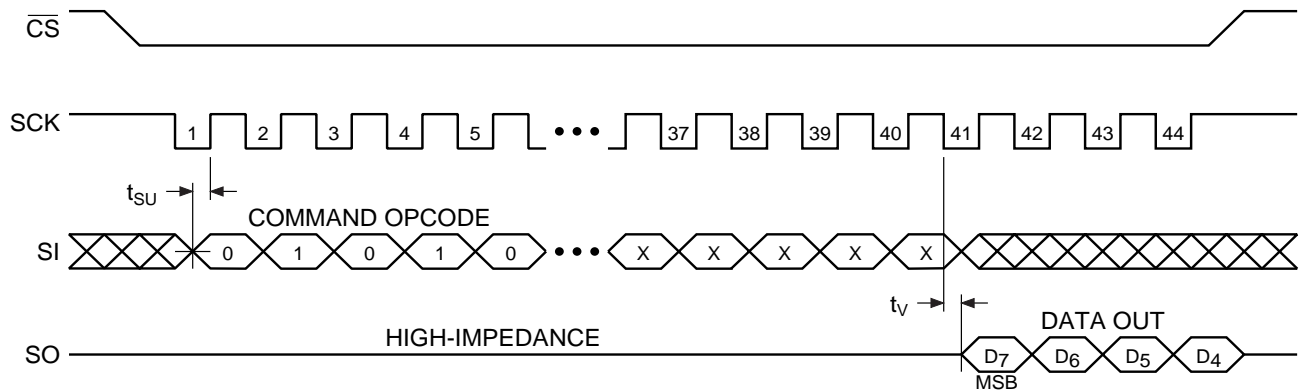 CS
SCK 1 2 3 4 5 ••• 37 38 39 40 41 42 43 44
tSU
COMMAND OPCODE
SI 0 1 0 1 0 ••• X X X X X
tV
HIGH-IMPEDANCE DATA OUT
SO D7 D6 D5 D4
MSB